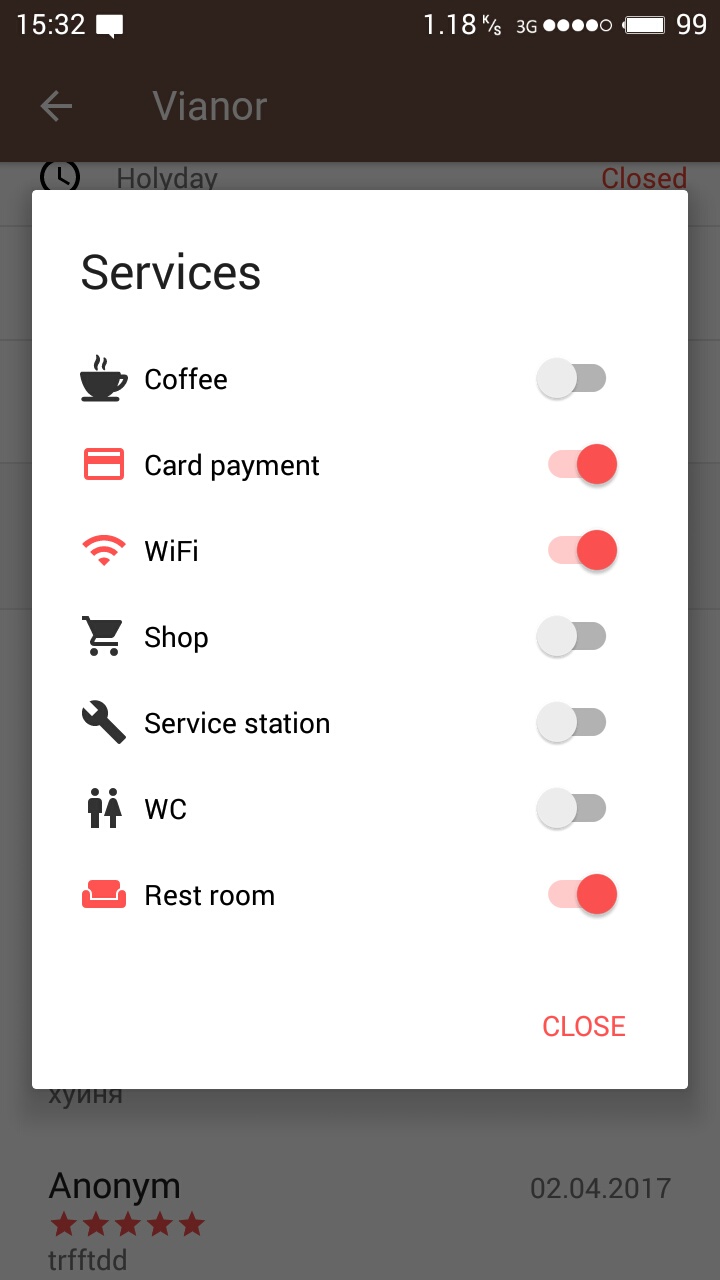 15:32 1.18 K/s 3G 99
Vianor
Holyday Closed
Services
Coffee
Card payment
WiFi
Shop
Service station
WC
Rest room
CLOSE
хуйня
Anonym 02.04.2017
trfftdd